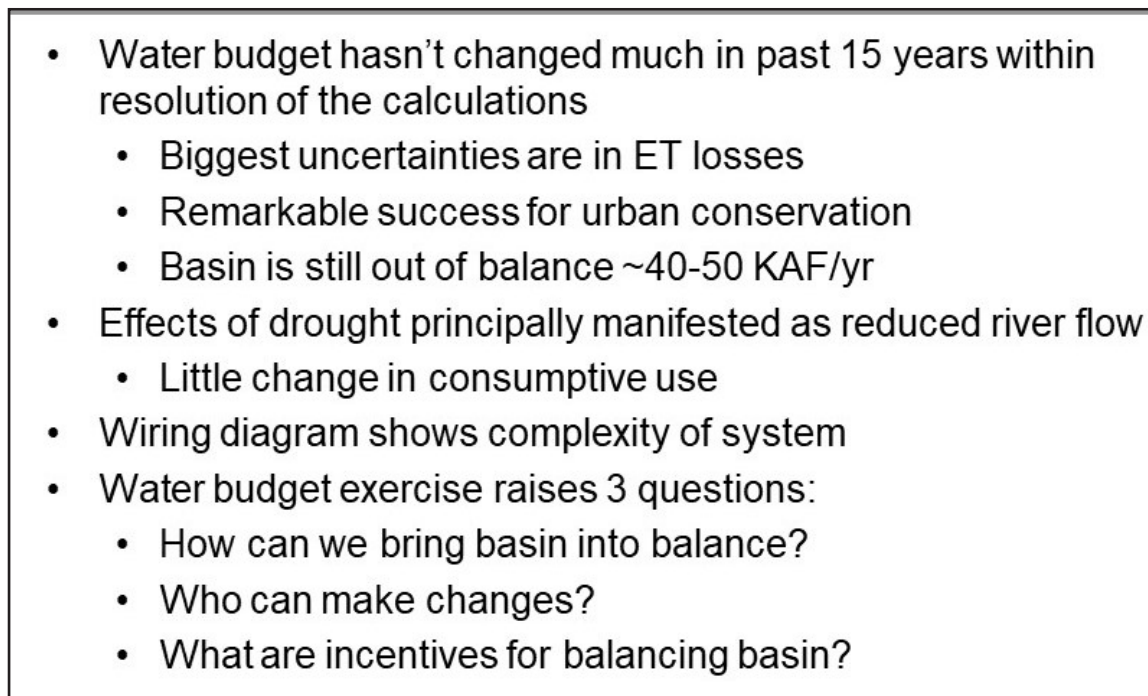 • Water budget hasn’t changed much in past 15 years within
resolution of the calculations
• Biggest uncertainties are in ET losses
• Remarkable success for urban conservation
• Basin is still out of balance ~40-50 KAF/yr
• Effects of drought principally manifested as reduced river flow
• Little change in consumptive use
• Wiring diagram shows complexity of system
• Water budget exercise raises 3 questions:
• How can we bring basin into balance?
• Who can make changes?
• What are incentives for balancing basin?